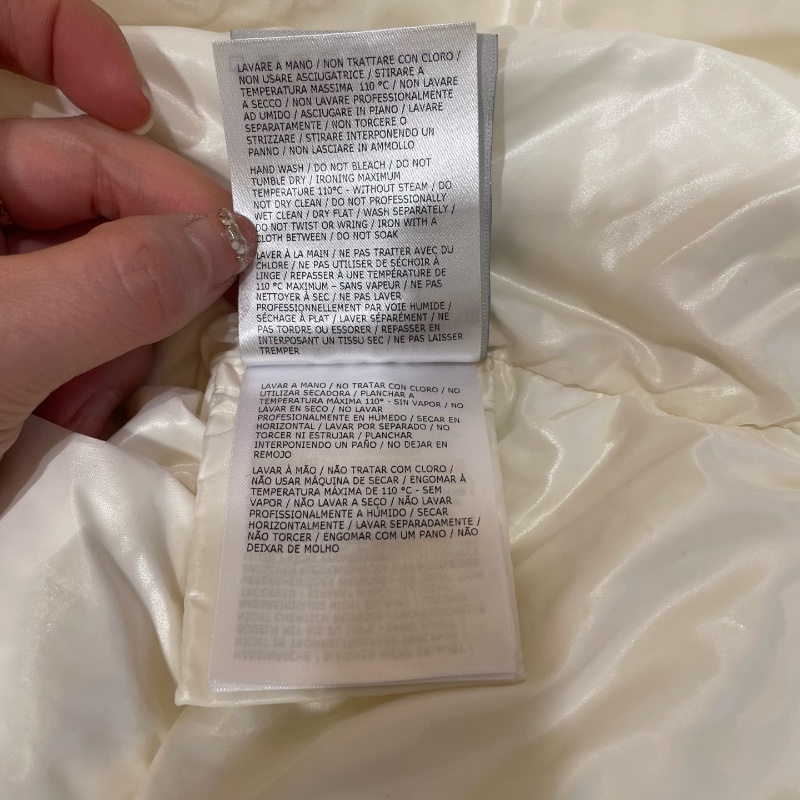 LAVARE A MANO / NON TRATTARE CON CLORO /
NON USARE ASCIUGATRICE / STIRARE A
TEMPERATURA MASSIMA 110 °C / NON LAVARE
A SECCO / NON LAVARE PROFESSIONALMENTE
AD UMIDO / ASCIUGARE IN PIANO / LAVARE
SEPARATAMENTE / NON TORCERE O
STRIZZARE / STIRARE INTERPONENDO UN
PANNO / NON LASCIARE IN AMMOLLO
HAND WASH / DO NOT BLEACH / DO NOT
TUMBLE DRY / IRONING MAXIMUM
TEMPERATURE 110°C - WITHOUT STEAM / DO
NOT DRY CLEAN / DO NOT PROFESSIONALLY
WET CLEAN / DRY FLAT / WASH SEPARATELY /
DO NOT TWIST OR WRING / IRON WITH A
CLOTH BETWEEN / DO NOT SOAK
LAVER À LA MAIN / NE PAS TRAITER AVEC DU
CHLORE / NE PAS UTILISER DE SÉCHOIR À
LINGE / REPASSER À UNE TEMPÉRATURE DE
110 °C MAXIMUM – SANS VAPEUR / NE PAS
NETTOYER À SEC / NE PAS LAVER
PROFESSIONNELLEMENT PAR VOIE HUMIDE /
SÉCHAGE À PLAT / LAVER SÉPARÉMENT / NE
PAS TORDRE OU ESSORER / REPASSER EN
INTERPOSANT UN TISSU SEC / NE PAS LAISSER
TREMPER
LAVAR A MANO / NO TRATAR CON CLORO / NO
UTILIZAR SECADORA / PLANCHAR A
TEMPERATURA MÁXIMA 110° - SIN VAPOR / NO
LAVAR EN SECO / NO LAVAR
PROFESIONALMENTE EN HÚMEDO / SECAR EN
HORIZONTAL / LAVAR POR SEPARADO / NO
TORCER NI ESTRUJAR / PLANCHAR
INTERPONIENDO UN PAÑO / NO DEJAR EN
REMOJO
LAVAR À MÃO / NÃO TRATAR COM CLORO /
NÃO USAR MÁQUINA DE SECAR / ENGOMAR À
TEMPERATURA MÁXIMA DE 110 °C - SEM
VAPOR / NÃO LAVAR A SECO / NÃO LAVAR
PROFISSIONALMENTE A HÚMIDO / SECAR
HORIZONTALMENTE / LAVAR SEPARADAMENTE /
NÃO TORCER / ENGOMAR COM UM PANO / NÃO
DEIXAR DE MOLHO